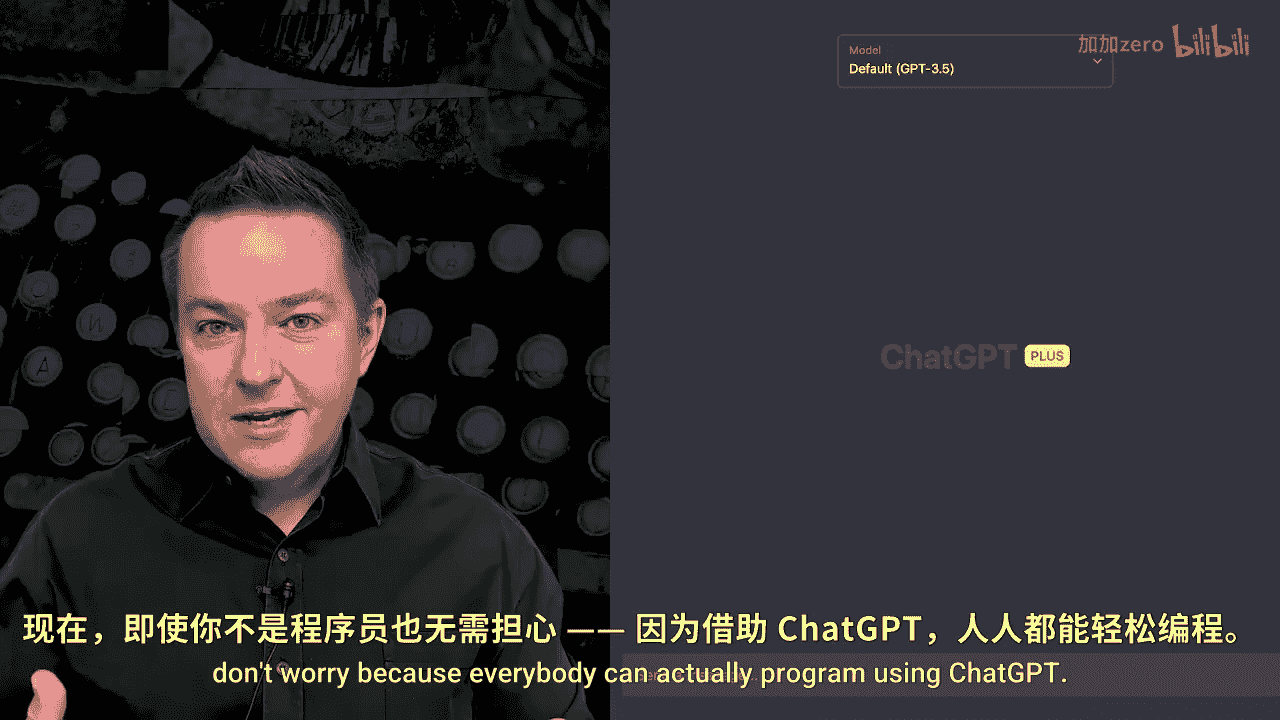 加加zero bilibili
Model
Default (GPT-3.5)
ChatGPT PLUS
现在，即使你不是程序员也无需担心 —— 因为借助 ChatGPT，人人都能轻松编程。
don't worry because everybody can actually program using ChatGPT.